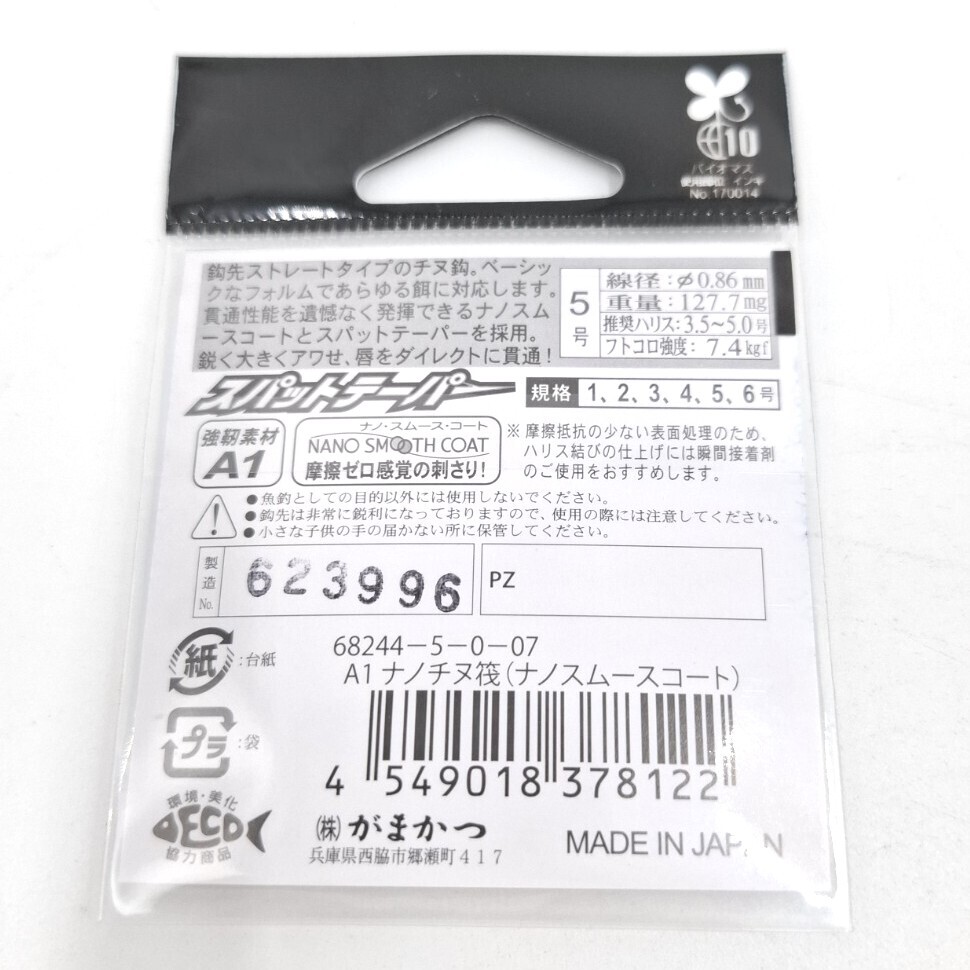 10
バイオマス
使用部位 インキ
No.170014
鈎先ストレートタイプのチヌ鈎。ベーシッ
クなフォルムであらゆる餌に対応します。
貫通性能を遺憾なく発揮できるナノスム
ースコートとスパットテーパーを採用。
鋭く大きくアワせ、唇をダイレクトに貫通!
5号
線径:φ0.86mm
重量:127.7mg
推奨ハリス:3.5~5.0号
フトコロ強度:7.4kgf
スパットテーパー
規格 1、2、3、4、5、6号
強靭素材
A1
ナノ・スムース・コート
NANO SMOOTH COAT
摩擦ゼロ感覚の刺さり!
※摩擦抵抗の少ない表面処理のため、
ハリス結びの仕上げには瞬間接着剤
のご使用をおすすめします。
●魚釣としての目的以外には使用しないでください。
●鈎先は非常に鋭利になっておりますので、使用の際には注意してください。
●小さな子供の手の届かない所に保管してください。
製造No.
623996
PZ
68244-5-0-07
A1 ナノチヌ筏(ナノスムースコート)
紙:台紙
プラ:袋
4 549018 378122
環境・美化
DECO
協力商品
(株)がまかつ
兵庫県西脇市郷瀬町417
MADE IN JAPAN